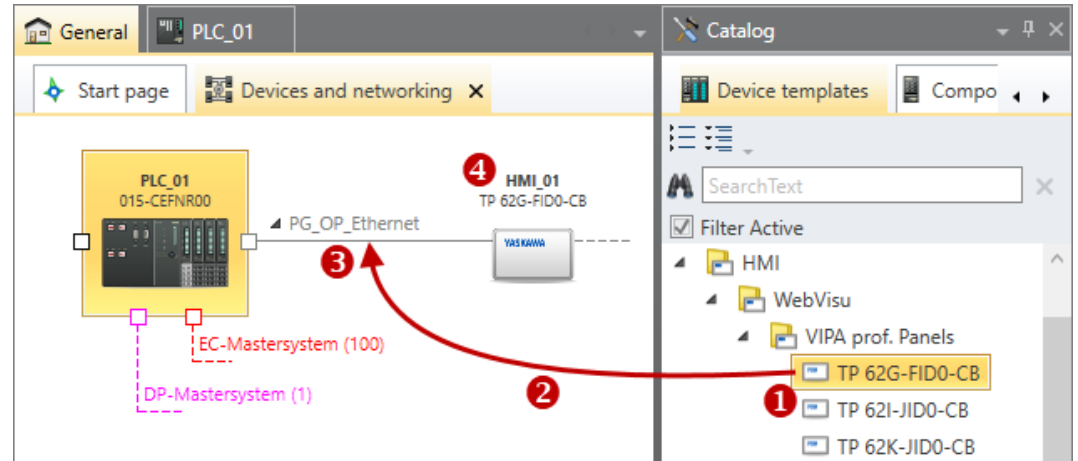 General
PLC_01
Start page
Devices and networking
PLC_01
015-CEFNR00
PG_OP_Ethernet
3
4
HMI_01
TP 62G-FID0-CB
YASKAWA
EC-Mastersystem (100)
DP-Mastersystem (1)
2
Catalog
Device templates
Compo
SearchText
Filter Active
HMI
WebVisu
VIPA prof. Panels
TP 62G-FID0-CB
1
TP 62I-JID0-CB
TP 62K-JID0-CB